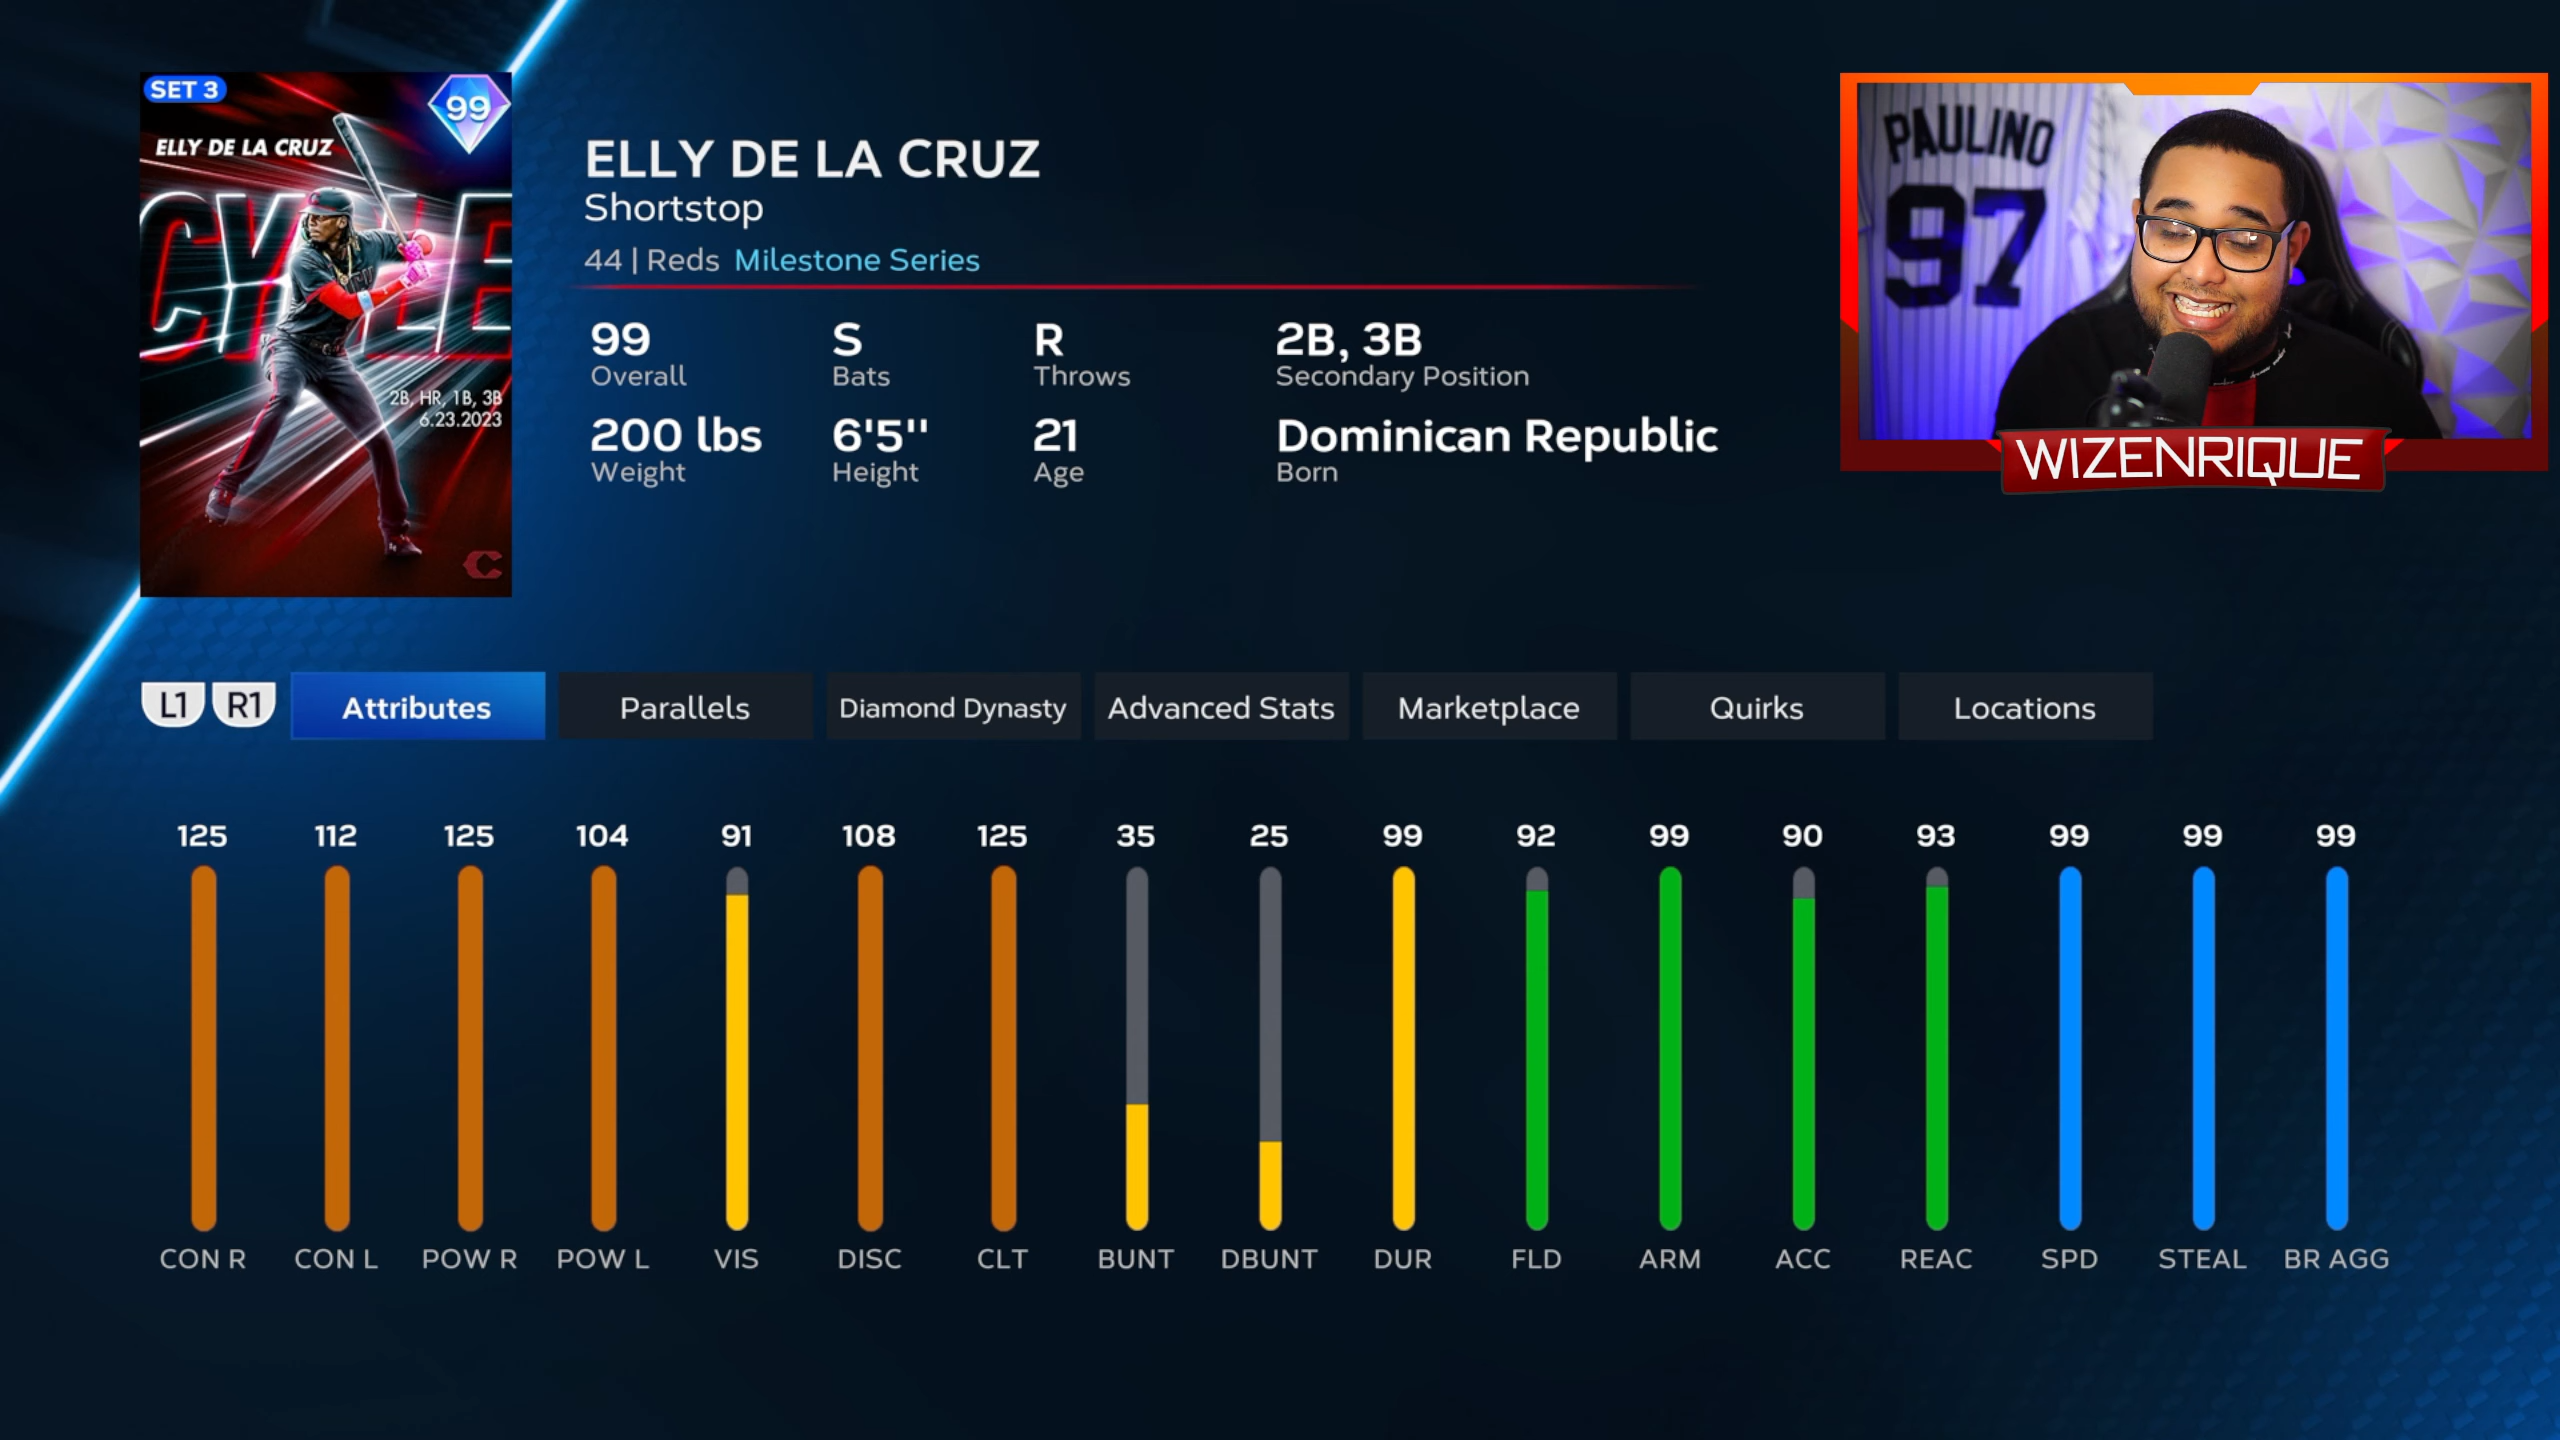 SET 3
99
ELLY DE LA CRUZ
CYCLE
2B, HR, 1B, 3B
6.23.2023
ELLY DE LA CRUZ
Shortstop
44 | Reds Milestone Series
99 S R 2B, 3B
Overall Bats Throws Secondary Position
200 lbs 6'5'' 21 Dominican Republic
Weight Height Age Born
PAULINO
97
WIZENRIQUE
L1 R1 Attributes Parallels Diamond Dynasty Advanced Stats Marketplace Quirks Locations
125 112 125 104 91 108 125 35 25 99 92 99 90 93 99 99 99
CON R CON L POW R POW L VIS DISC CLT BUNT DBUNT DUR FLD ARM ACC REAC SPD STEAL BR AGG